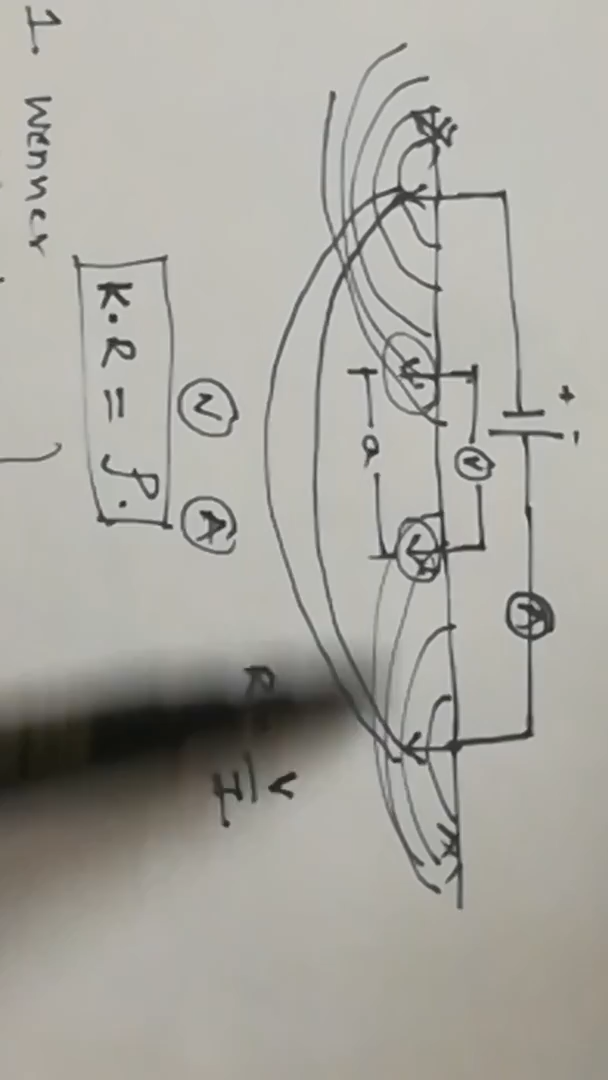 + -
V
A
a
V A
R = V
I
K.R = ρ.
1. Wenner